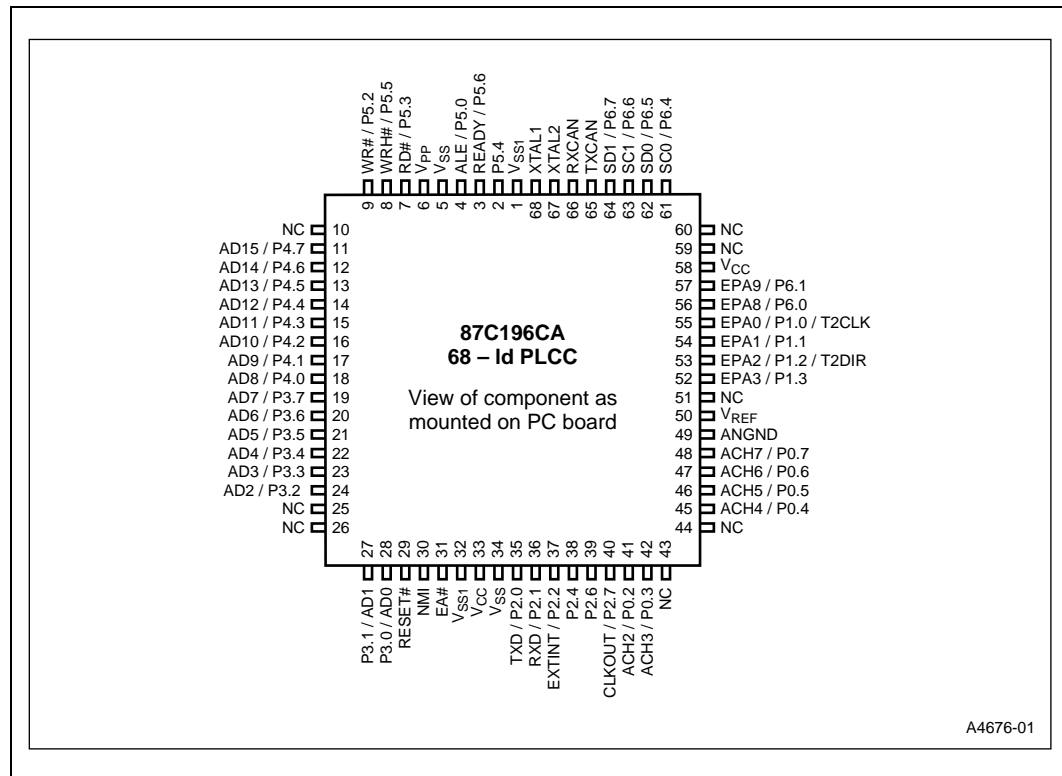 WR# / P5.2
WRH# / P5.5
RD# / P5.3
VPP
VSS
ALE / P5.0
READY / P5.6
P5.4
VSS1
XTAL1
XTAL2
RXCAN
TXCAN
SD1 / P6.7
SC1 / P6.6
SD0 / P6.5
SC0 / P6.4
9 8 7 6 5 4 3 2 1 68 67 66 65 64 63 62 61
NC 10
AD15 / P4.7 11
AD14 / P4.6 12
AD13 / P4.5 13
AD12 / P4.4 14
AD11 / P4.3 15
AD10 / P4.2 16
AD9 / P4.1 17
AD8 / P4.0 18
AD7 / P3.7 19
AD6 / P3.6 20
AD5 / P3.5 21
AD4 / P3.4 22
AD3 / P3.3 23
AD2 / P3.2 24
NC 25
NC 26
87C196CA
68 – ld PLCC
View of component as
mounted on PC board
60 NC
59 NC
58 VCC
57 EPA9 / P6.1
56 EPA8 / P6.0
55 EPA0 / P1.0 / T2CLK
54 EPA1 / P1.1
53 EPA2 / P1.2 / T2DIR
52 EPA3 / P1.3
51 NC
50 VREF
49 ANGND
48 ACH7 / P0.7
47 ACH6 / P0.6
46 ACH5 / P0.5
45 ACH4 / P0.4
44 NC
27 28 29 30 31 32 33 34 35 36 37 38 39 40 41 42 43
P3.1 / AD1
P3.0 / AD0
RESET#
NMI
EA#
VSS1
VCC
VSS
TXD / P2.0
RXD / P2.1
EXTINT / P2.2
P2.4
P2.6
CLKOUT / P2.7
ACH2 / P0.2
ACH3 / P0.3
NC
A4676-01